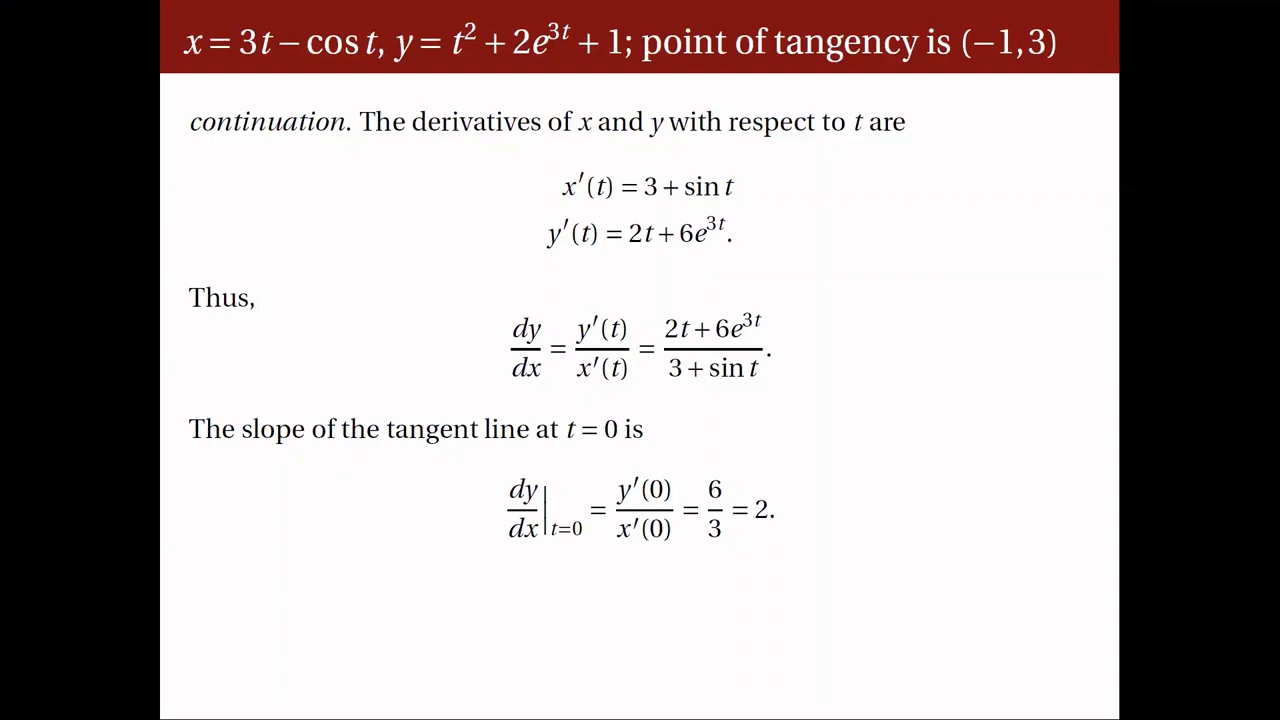 x = 3t − cos t, y = t² + 2e³ᵗ + 1; point of tangency is (−1, 3)
continuation. The derivatives of x and y with respect to t are
x′(t) = 3 + sin t
y′(t) = 2t + 6e³ᵗ.
Thus,
dy/dx = y′(t)/x′(t) = (2t + 6e³ᵗ)/(3 + sin t).
The slope of the tangent line at t = 0 is
dy/dx|t=0 = y′(0)/x′(0) = 6/3 = 2.